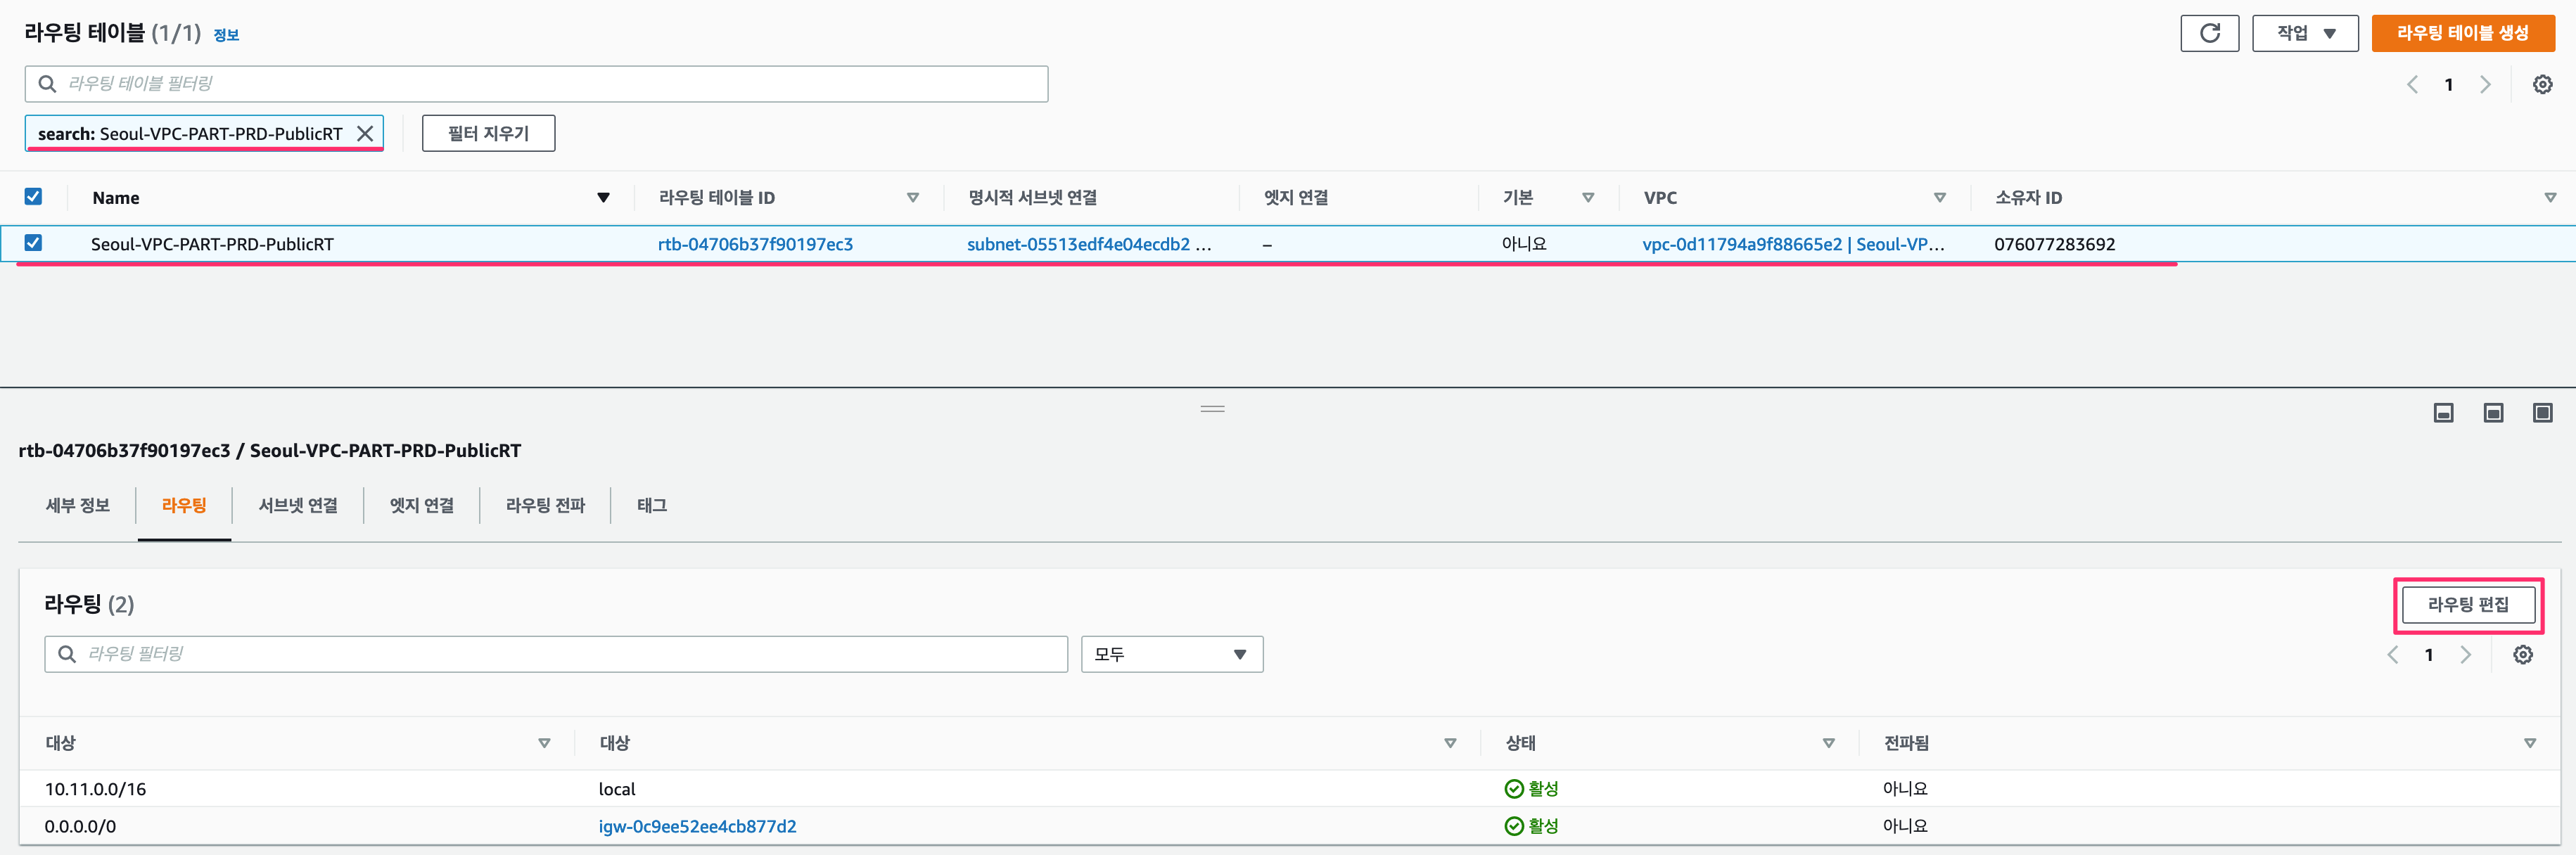 라우팅 테이블 (1/1) 정보
작업
라우팅 테이블 생성
라우팅 테이블 필터링
1
search: Seoul-VPC-PART-PRD-PublicRT
필터 지우기
Name 라우팅 테이블 ID 명시적 서브넷 연결 엣지 연결 기본 VPC 소유자 ID
Seoul-VPC-PART-PRD-PublicRT rtb-04706b37f90197ec3 subnet-05513edf4e04ecdb2 ... – 아니요 vpc-0d11794a9f88665e2 | Seoul-VP... 076077283692
rtb-04706b37f90197ec3 / Seoul-VPC-PART-PRD-PublicRT
세부 정보 라우팅 서브넷 연결 엣지 연결 라우팅 전파 태그
라우팅 (2)
라우팅 편집
라우팅 필터링
모두
1
대상 대상 상태 전파됨
10.11.0.0/16 local 활성 아니요
0.0.0.0/0 igw-0c9ee52ee4cb877d2 활성 아니요